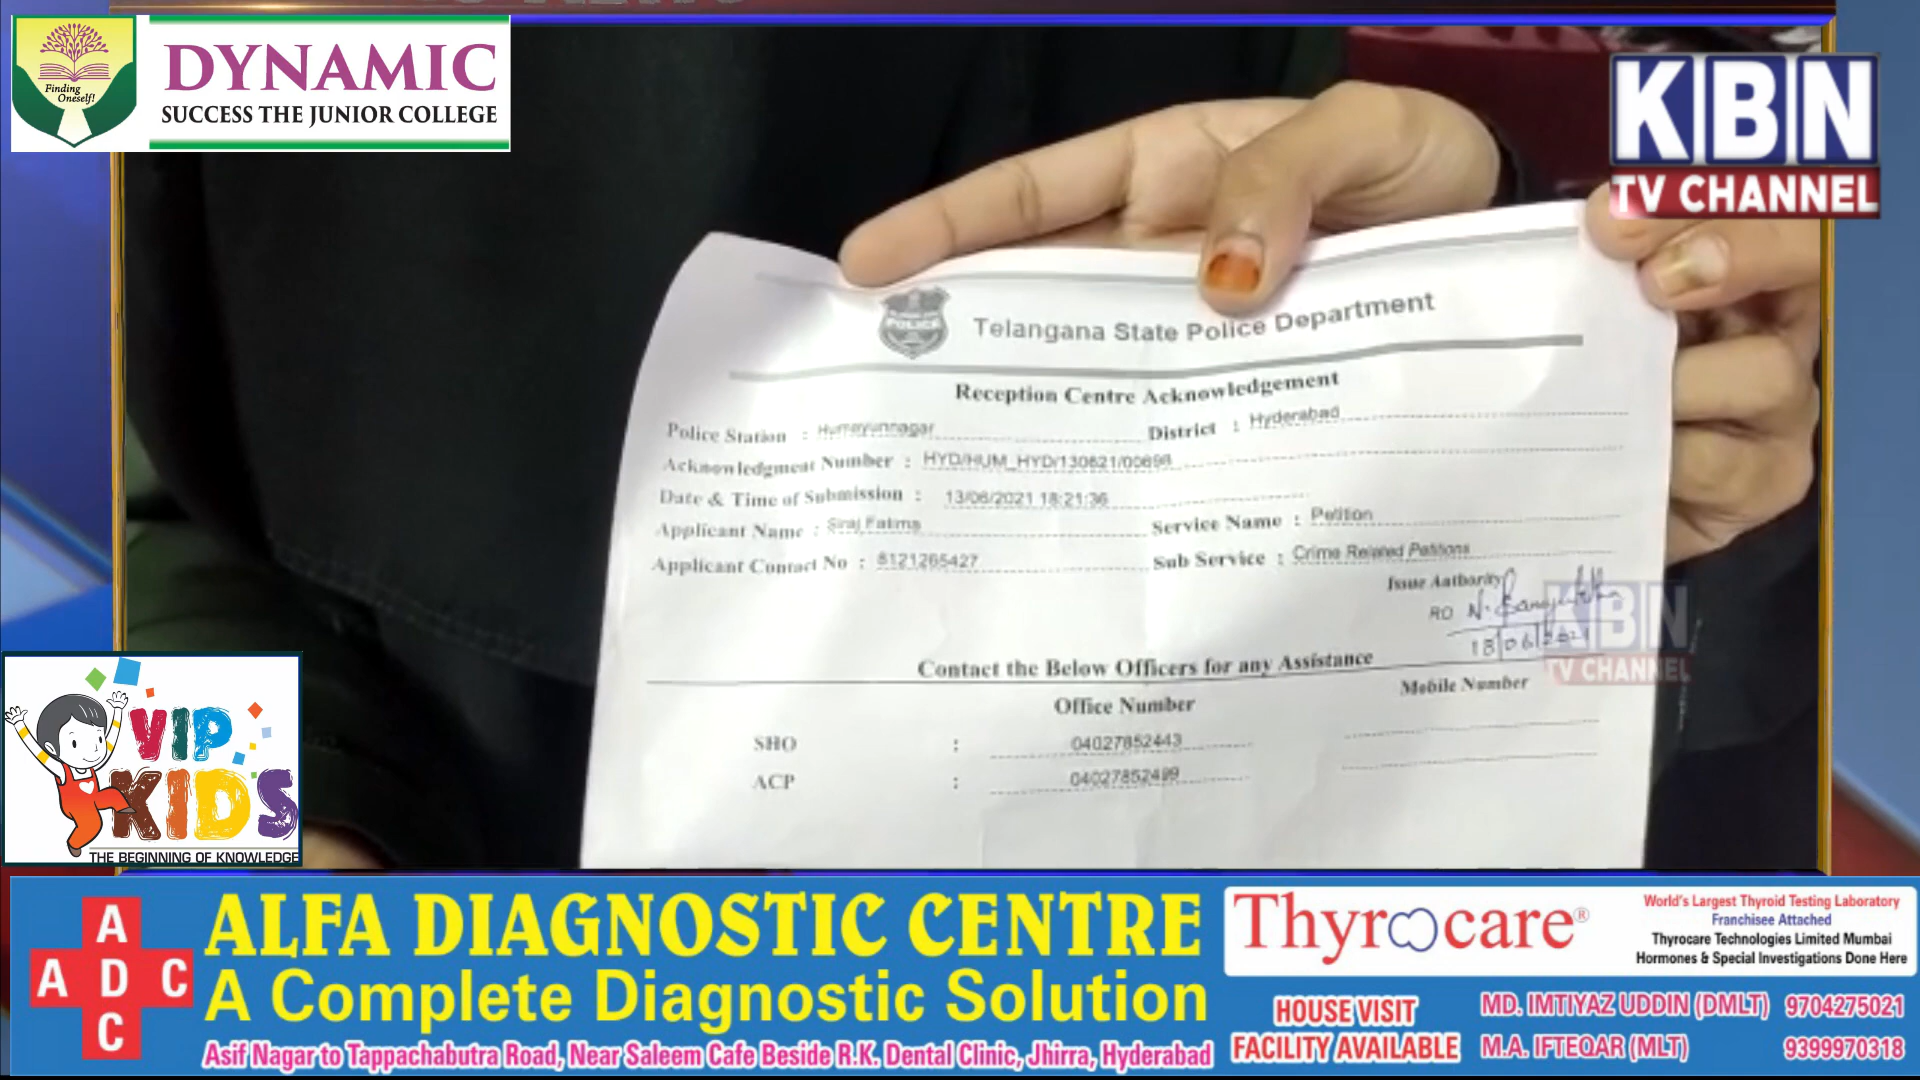 Finding
Oneself!
DYNAMIC
SUCCESS THE JUNIOR COLLEGE
KBN
TV CHANNEL
POLICE
Telangana State Police Department
Reception Centre Acknowledgement
Police Station : Humayunnagar District : Hyderabad
Acknowledgment Number : HYD/HUM_HYD/130621/00698
Date & Time of Submission : 13/06/2021 18:21:36
Applicant Name : Siraj Fatima Service Name : Petition
Applicant Contact No : 8121265427 Sub Service : Crime Related Petitions
Issue Authority
RO N.
KBN
TV CHANNEL
Contact the Below Officers for any Assistance
Office Number Mobile Number
SHO : 04027852443
ACP : 04027852499
VIP
KIDS
THE BEGINNING OF KNOWLEDGE
A
A D C
C
ALFA DIAGNOSTIC CENTRE
A Complete Diagnostic Solution
Asif Nagar to Tappachabutra Road, Near Saleem Cafe Beside R.K. Dental Clinic, Jhirra, Hyderabad
Thyrocare®
World's Largest Thyroid Testing Laboratory
Franchisee Attached
Thyrocare Technologies Limited Mumbai
Hormones & Special Investigations Done Here
HOUSE VISIT
FACILITY AVAILABLE
MD. IMTIYAZ UDDIN (DMLT) 9704275021
M.A. IFTEQAR (MLT) 9399970318